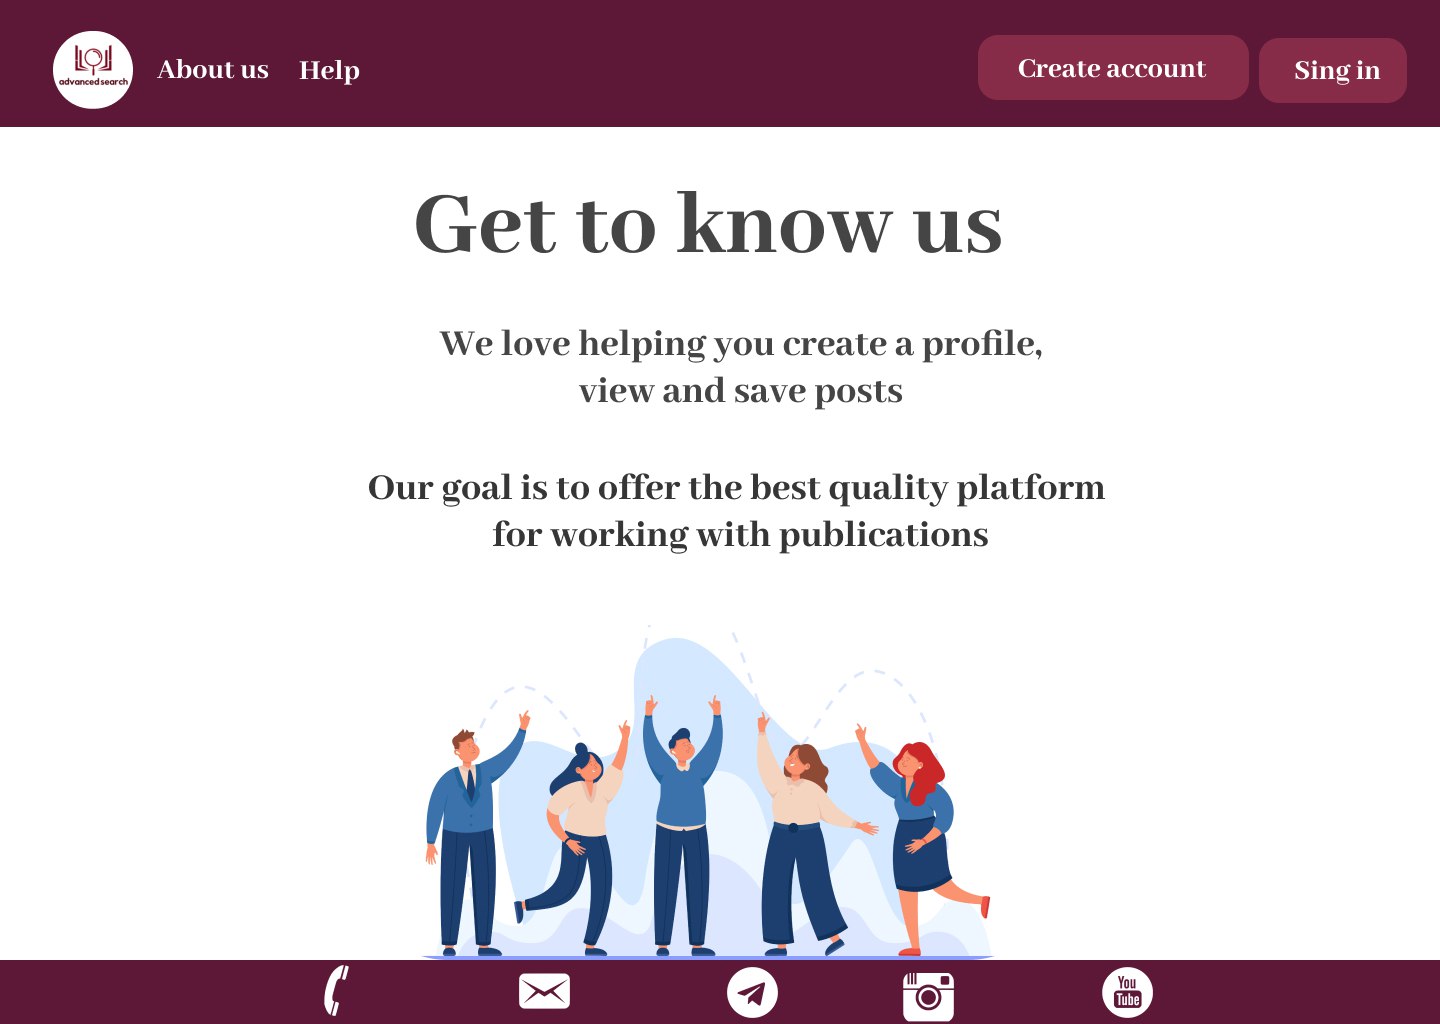 advanced search
About us
Help
Create account
Sing in
Get to know us
We love helping you create a profile,
view and save posts
Our goal is to offer the best quality platform
for working with publications
You
Tube